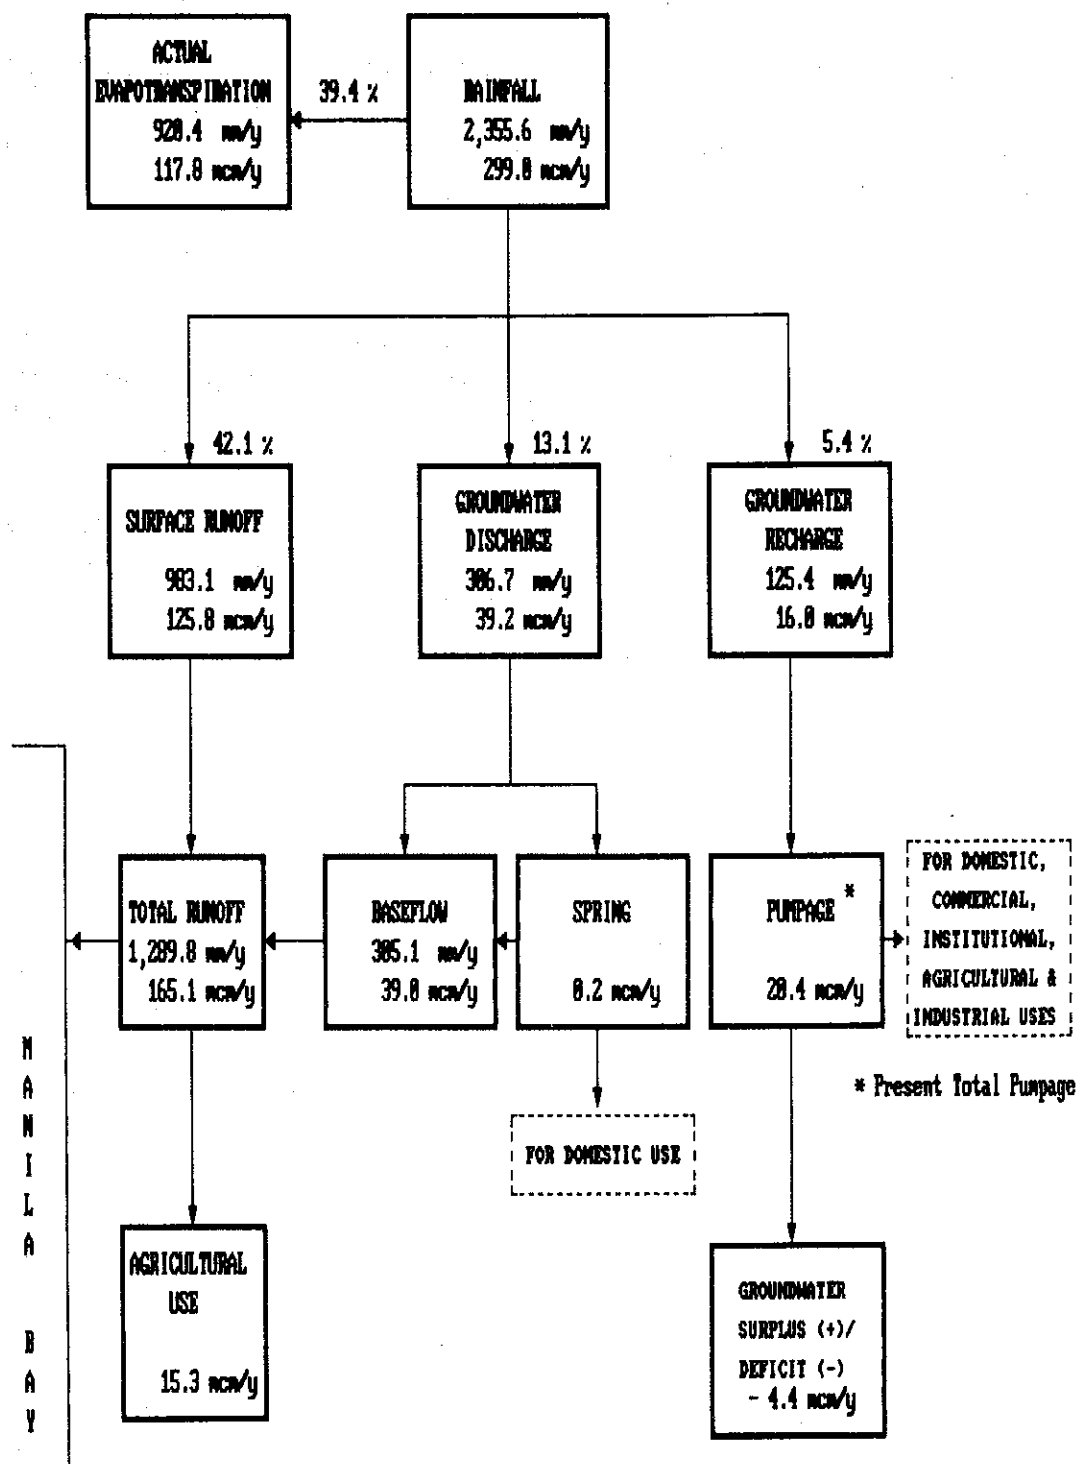 ACTUAL
EVAPOTRANSPIRATION
920.4 mm/y
117.8 mcm/y
39.4 %
RAINFALL
2,355.6 mm/y
299.0 mcm/y
42.1 %
13.1 %
5.4 %
SURFACE RUNOFF
983.1 mm/y
125.8 mcm/y
GROUNDWATER
DISCHARGE
306.7 mm/y
39.2 mcm/y
GROUNDWATER
RECHARGE
125.4 mm/y
16.0 mcm/y
TOTAL RUNOFF
1,289.8 mm/y
165.1 mcm/y
BASEFLOW
305.1 mm/y
39.0 mcm/y
SPRING
0.2 mcm/y
PUMPAGE *
20.4 mcm/y
FOR DOMESTIC,
COMMERCIAL,
INSTITUTIONAL,
AGRICULTURAL &
INDUSTRIAL USES
* Present Total Pumpage
FOR DOMESTIC USE
MANILA BAY
AGRICULTURAL
USE
15.3 mcm/y
GROUNDWATER
SURPLUS (+)/
DEFICIT (-)
- 4.4 mcm/y